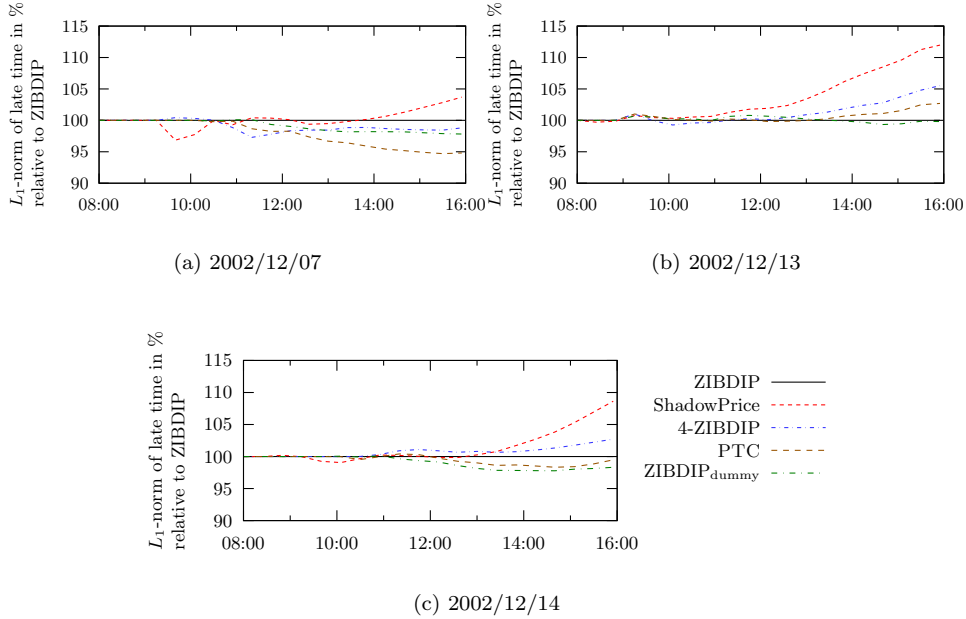 L₁-norm of late time in %
relative to ZIBDIP
115
110
105
100
95
90
08:00 10:00 12:00 14:00 16:00
(a) 2002/12/07
L₁-norm of late time in %
relative to ZIBDIP
115
110
105
100
95
90
08:00 10:00 12:00 14:00 16:00
(b) 2002/12/13
L₁-norm of late time in %
relative to ZIBDIP
115
110
105
100
95
90
08:00 10:00 12:00 14:00 16:00
(c) 2002/12/14
ZIBDIP
ShadowPrice
4-ZIBDIP
PTC
ZIBDIPdummy